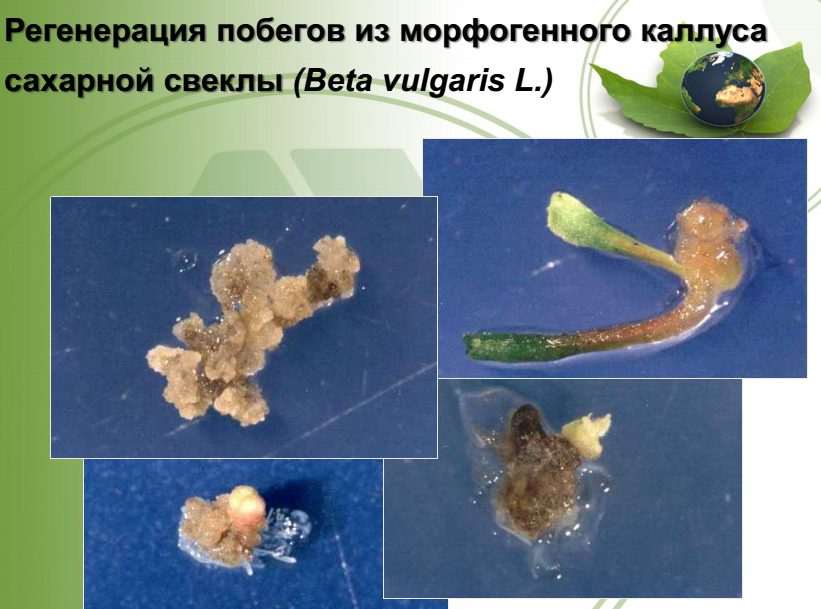 Регенерация побегов из морфогенного каллуса
сахарной свеклы (Beta vulgaris L.)